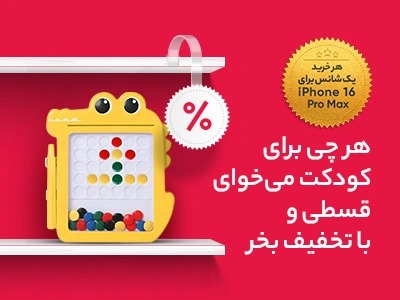 هر خرید
یک شانس برای
iPhone 16
Pro Max
%
هر چی برای
کودکت می‌خوای
قسطی و
با تخفیف بخر